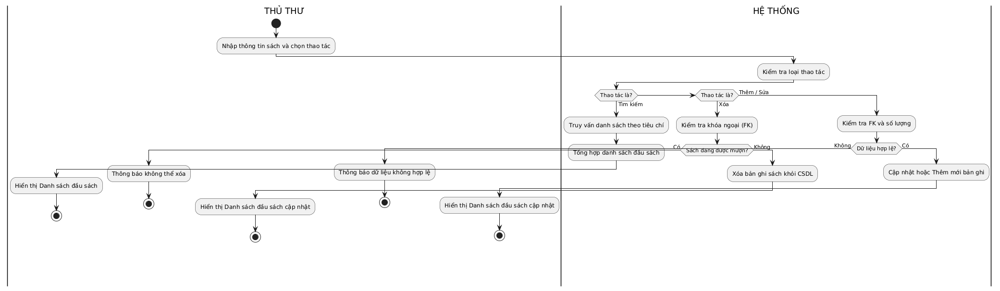 THỦ THƯ
HỆ THỐNG
Nhập thông tin sách và chọn thao tác
Kiểm tra loại thao tác
Thao tác là?
Thao tác là?
Thêm / Sửa
Tìm kiếm
Xóa
Truy vấn danh sách theo tiêu chí
Kiểm tra khóa ngoại (FK)
Kiểm tra FK và số lượng
Có
Sách đang được mượn?
Không
Không
Dữ liệu hợp lệ?
Có
Tổng hợp danh sách đầu sách
Thông báo không thể xóa
Thông báo dữ liệu không hợp lệ
Xóa bản ghi sách khỏi CSDL
Cập nhật hoặc Thêm mới bản ghi
Hiển thị Danh sách đầu sách
Hiển thị Danh sách đầu sách cập nhật
Hiển thị Danh sách đầu sách cập nhật